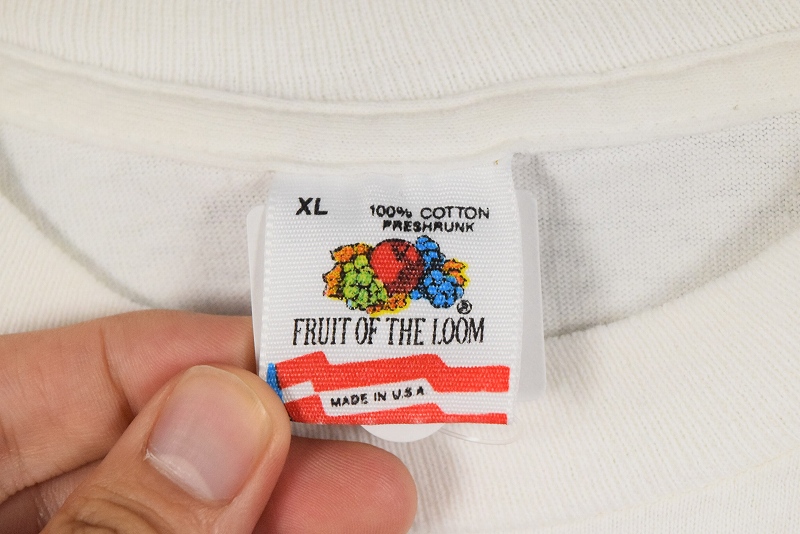 XL
100% COTTON
PRESHRUNK
®
FRUIT OF THE LOOM
MADE IN U.S.A